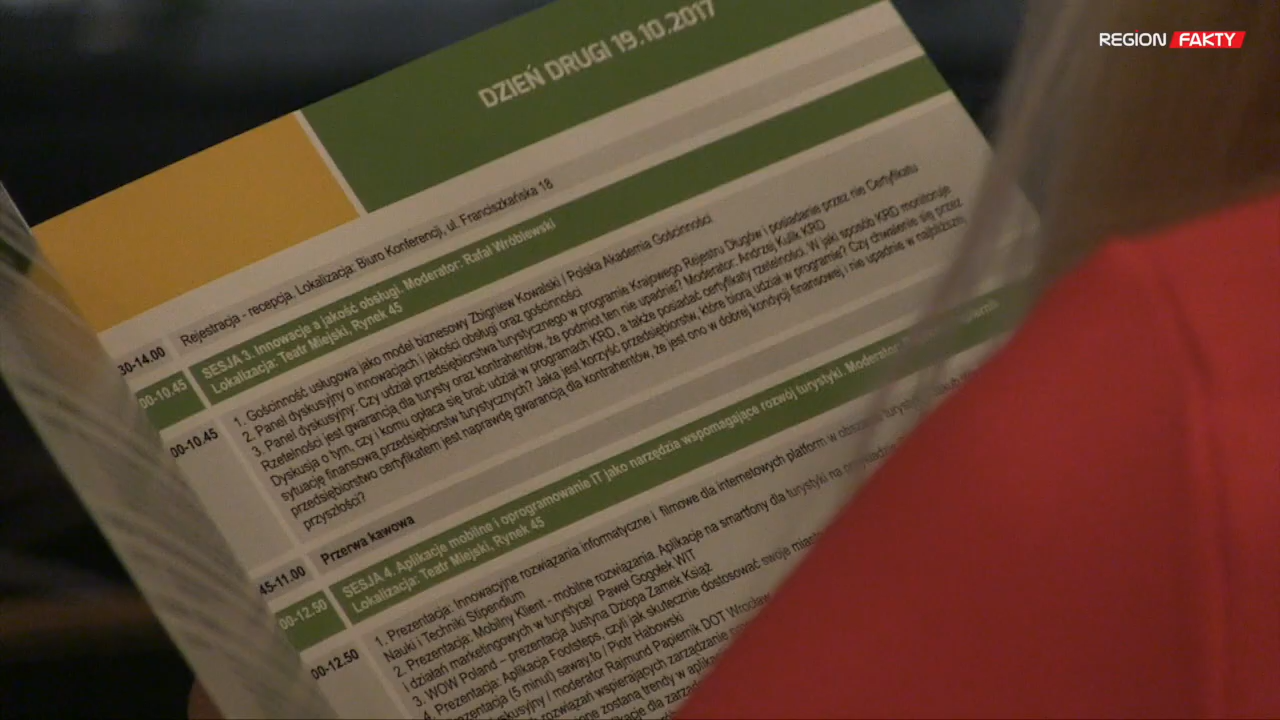 REGION FAKTY
DZIEŃ DRUGI 19.10.2017
30-14.00 Rejestracja - recepcja. Lokalizacja: Biuro Konferencji, ul. Franciszkańska 18
00-10.45 SESJA 3. Innowacje a jakość obsługi. Moderator: Rafał Wróblewski
Lokalizacja: Teatr Miejski, Rynek 45
00-10.45 1. Gościnność usługowa jako model biznesowy Zbigniew Kowalski / Polska Akademia Gościnności
2. Panel dyskusyjny o innowacjach i jakości obsługi oraz gościnności
3. Panel dyskusyjny: Czy udział przedsiębiorstwa turystycznego w programie Krajowego Rejestru Długów i posiadanie przez nie Certyfikatu
Rzetelności jest gwarancją dla turysty oraz kontrahentów, że podmiot ten nie upadnie? Moderator: Andrzej Kulik KRD
Dyskusja o tym, czy i komu opłaca się brać udział w programach KRD, a także posiadać certyfikaty rzetelności. W jaki sposób KRD monitoruje
sytuację finansową przedsiębiorstw turystycznych? Jaka jest korzyść przedsiębiorstw, które biorą udział w programie? Czy chwalenie się przez
przedsiębiorstwo certyfikatem jest naprawdę gwarancją dla kontrahentów, że jest ono w dobrej kondycji finansowej i nie upadnie w najbliższej
przyszłości?
45-11.00 Przerwa kawowa
00-12.50 SESJA 4. Aplikacje mobilne i oprogramowanie IT jako narzędzia wspomagające rozwój turystyki. Moderator:
Lokalizacja: Teatr Miejski, Rynek 45
00-12.50 1. Prezentacja: Innowacyjne rozwiązania informatyczne i filmowe dla internetowych platform w
Nauki i Techniki Stipendium
2. Prezentacja: Mobilny Klient - mobilne rozwiązania. Aplikacje na smartfony dla turystyki na
i działań marketingowych w turystyce/ Paweł Gogołek WIT
3. WOW Poland – prezentacja Justyna Dziopa Zamek Książ
4. Prezentacja: Aplikacja Footsteps, czyli jak skutecznie dostosować swoje
(5 minut) saway.to / Piotr Habowski
/ moderator Rajmund Papiernik DOT Wrocław
rozwiązań wspierających zarządzanie
zostaną trendy w
dla